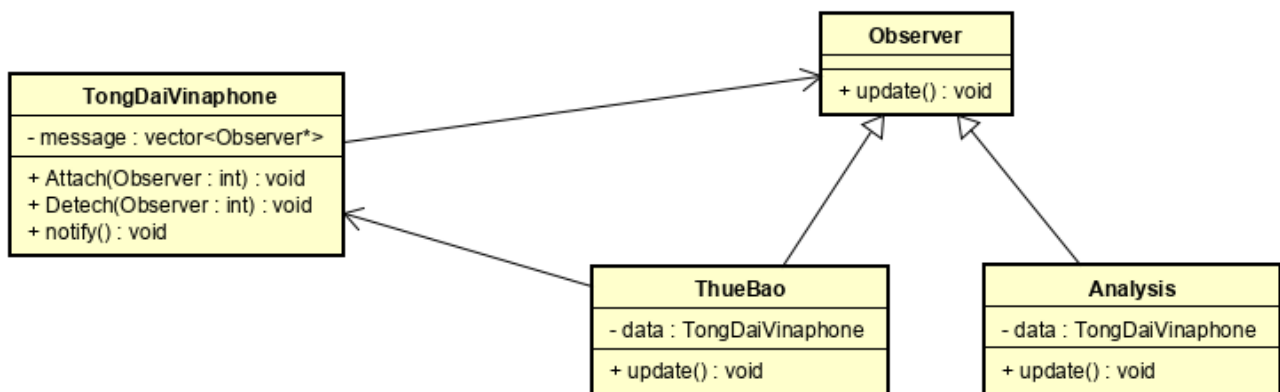 TongDaiVinaphone
- message : vector<Observer*>
+ Attach(Observer : int) : void
+ Detech(Observer : int) : void
+ notify() : void
Observer
+ update() : void
ThueBao
- data : TongDaiVinaphone
+ update() : void
Analysis
- data : TongDaiVinaphone
+ update() : void